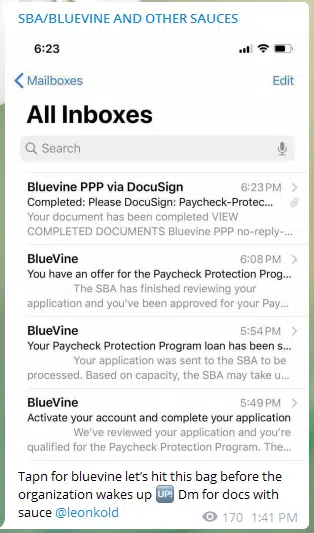 SBA/BLUEVINE AND OTHER SAUCES
6:23
Mailboxes
Edit
All Inboxes
Search
Bluevine PPP via DocuSign 6:23 PM
Completed: Please DocuSign: Paycheck-Protec...
Your document has been completed VIEW
COMPLETED DOCUMENTS Bluevine PPP no-reply-...
BlueVine 6:08 PM
You have an offer for the Paycheck Protection Prog...
The SBA has finished reviewing your
application and you've been approved for your Pay...
BlueVine 5:54 PM
Your Paycheck Protection Program loan has been s...
Your application was sent to the SBA to be
processed. Based on capacity, the SBA may take u...
BlueVine 5:49 PM
Activate your account and complete your application
We've reviewed your application and you're
qualified for the Paycheck Protection Program. The...
Tapn for bluevine let's hit this bag before the
organization wakes up 🆙 Dm for docs with
sauce @leonkold
170 1:41 PM